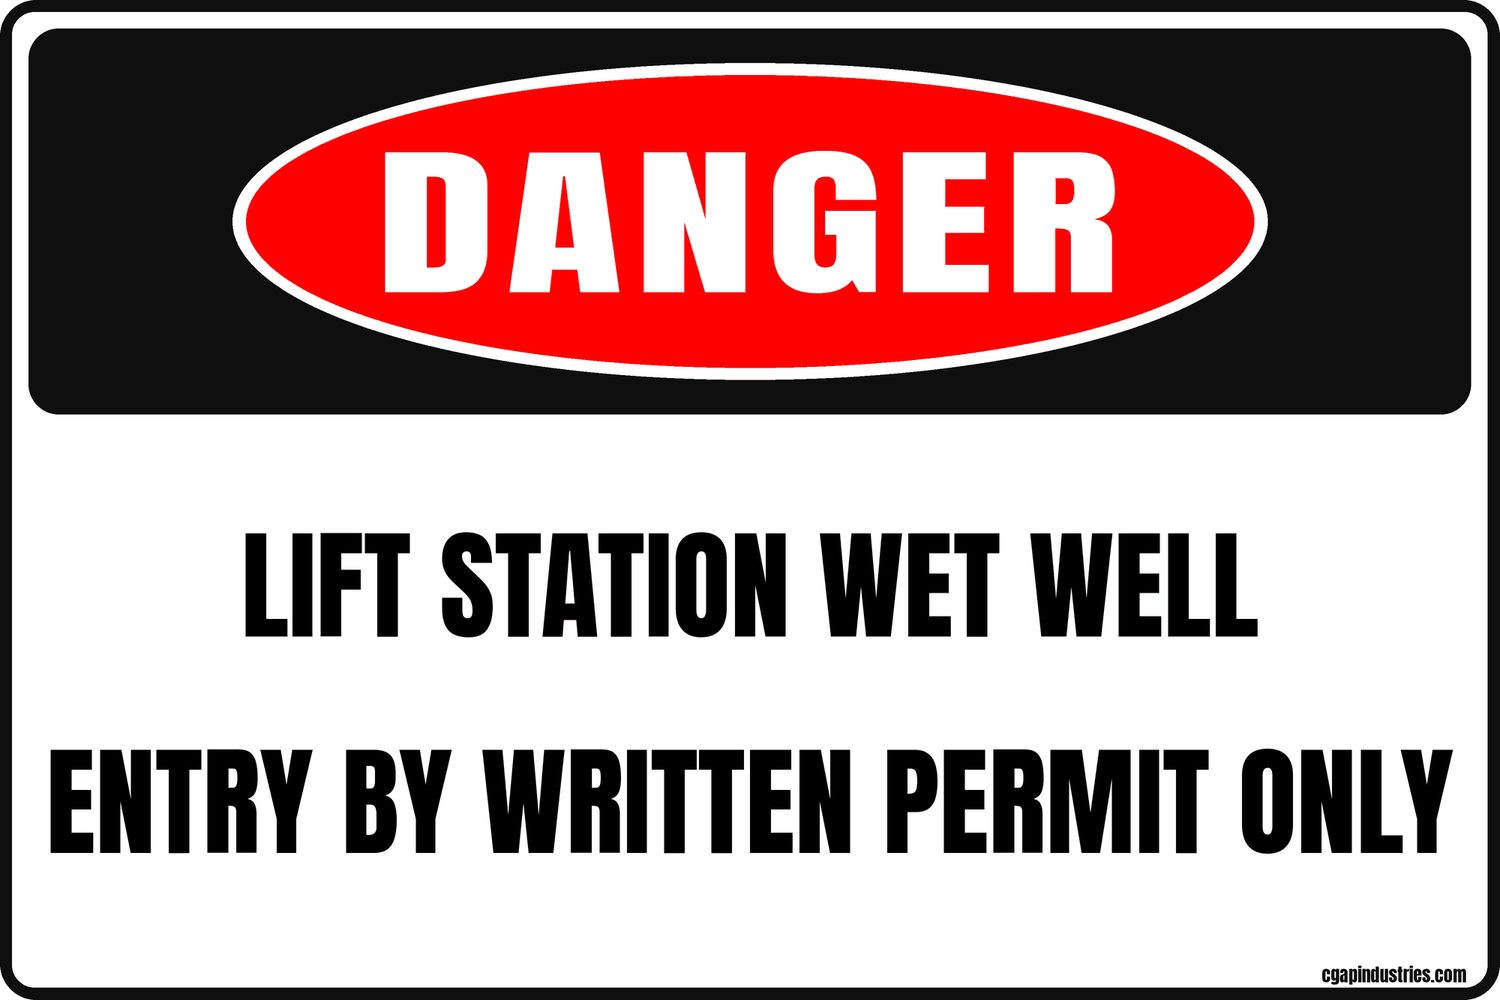 DANGER
LIFT STATION WET WELL
ENTRY BY WRITTEN PERMIT ONLY
cgapindustries.com